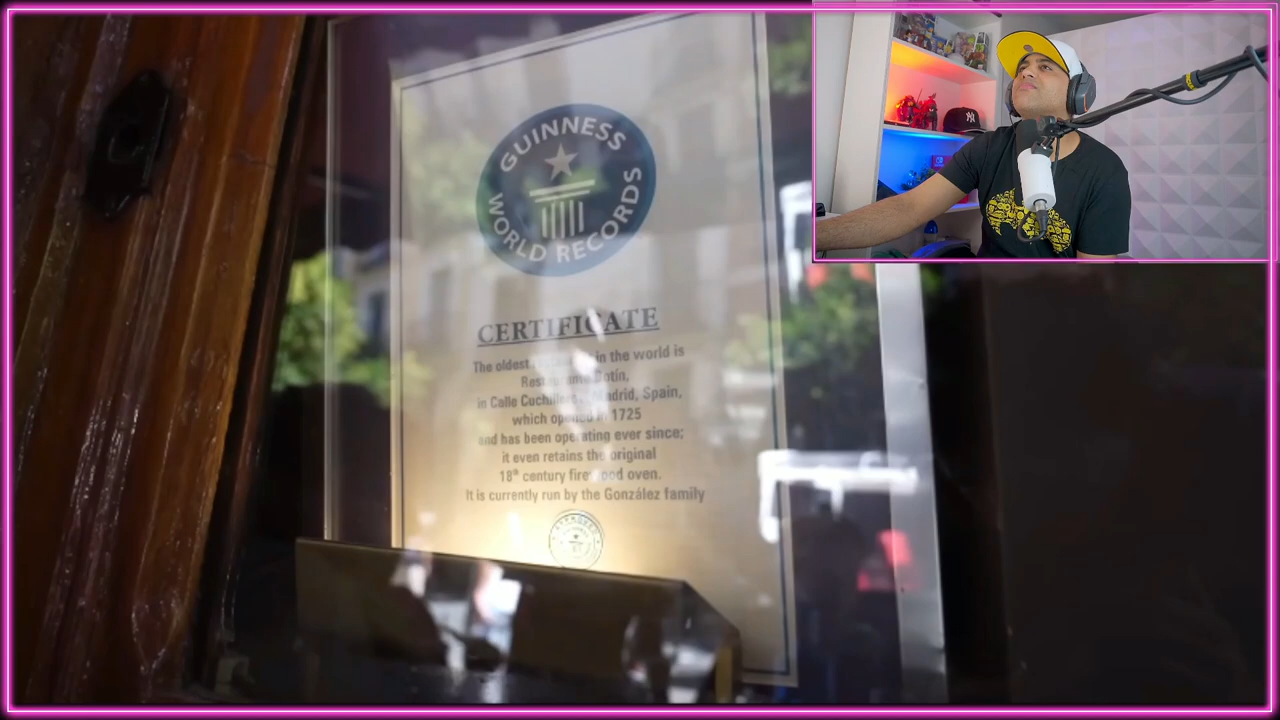 GUINNESS
WORLD RECORDS
CERTIFICATE
The oldest in the world is
Botín,
in Calle Madrid, Spain,
which opened in 1725
and has been operating ever since;
it even retains the original
18th century firewood oven.
It is currently run by the González family